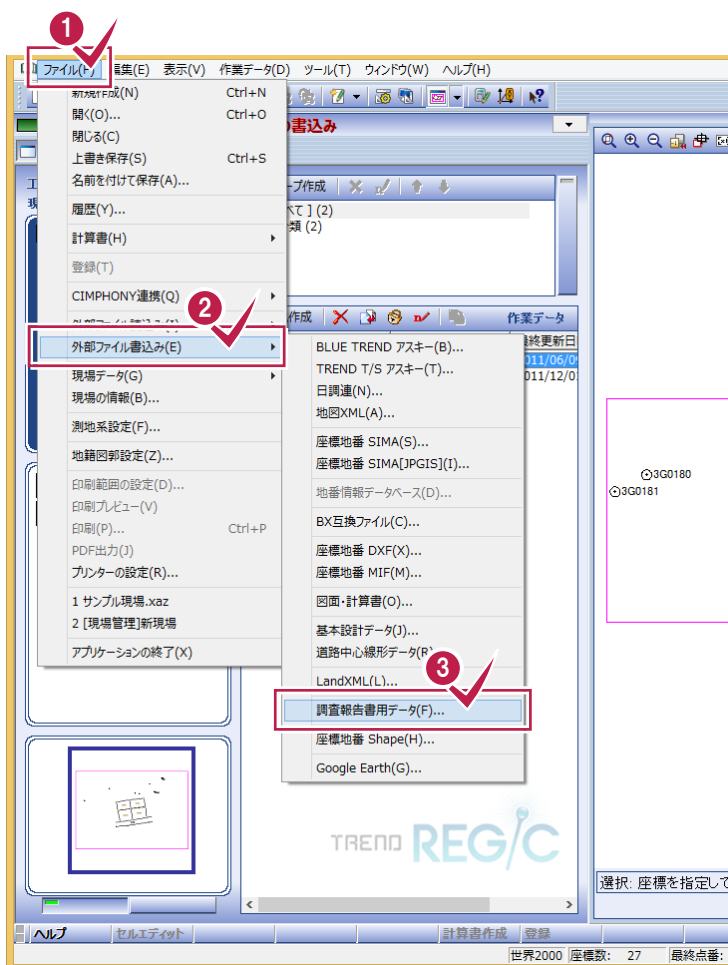 1
ファイル(F) 編集(E) 表示(V) 作業データ(D) ツール(T) ウィンドウ(W) ヘルプ(H)
新規作成(N) Ctrl+N
開く(O)... Ctrl+O
閉じる(C)
上書き保存(S) Ctrl+S
名前を付けて保存(A)...
履歴(Y)...
計算書(H)
登録(T)
CIMPHONY連携(Q)
2
外部ファイル書込み(E)
現場データ(G)
現場の情報(B)...
測地系設定(F)...
地籍図郭設定(Z)...
印刷範囲の設定(D)...
印刷プレビュー(V)
印刷(P)... Ctrl+P
PDF出力(J)
プリンターの設定(R)...
1 サンプル現場.xaz
2 [現場管理]新現場
アプリケーションの終了(X)
書込み
プ作成
べて ] (2)
類 (2)
作成
作業データ
最終更新日
011/06/0
011/12/0
BLUE TREND アスキー(B)...
TREND T/S アスキー(T)...
日調連(N)...
地図XML(A)...
座標地番 SIMA(S)...
座標地番 SIMA[JPGIS](I)...
地番情報データベース(D)...
BX互換ファイル(C)...
座標地番 DXF(X)...
座標地番 MIF(M)...
図面・計算書(O)...
基本設計データ(J)...
道路中心線形データ(R)
3
LandXML(L)...
調査報告書用データ(F)...
座標地番 Shape(H)...
Google Earth(G)...
3G0180
3G0181
TREND REGIC
選択: 座標を指定して
ヘルプ セルエディット 計算書作成 登録
世界2000 座標数: 27 最終点番: